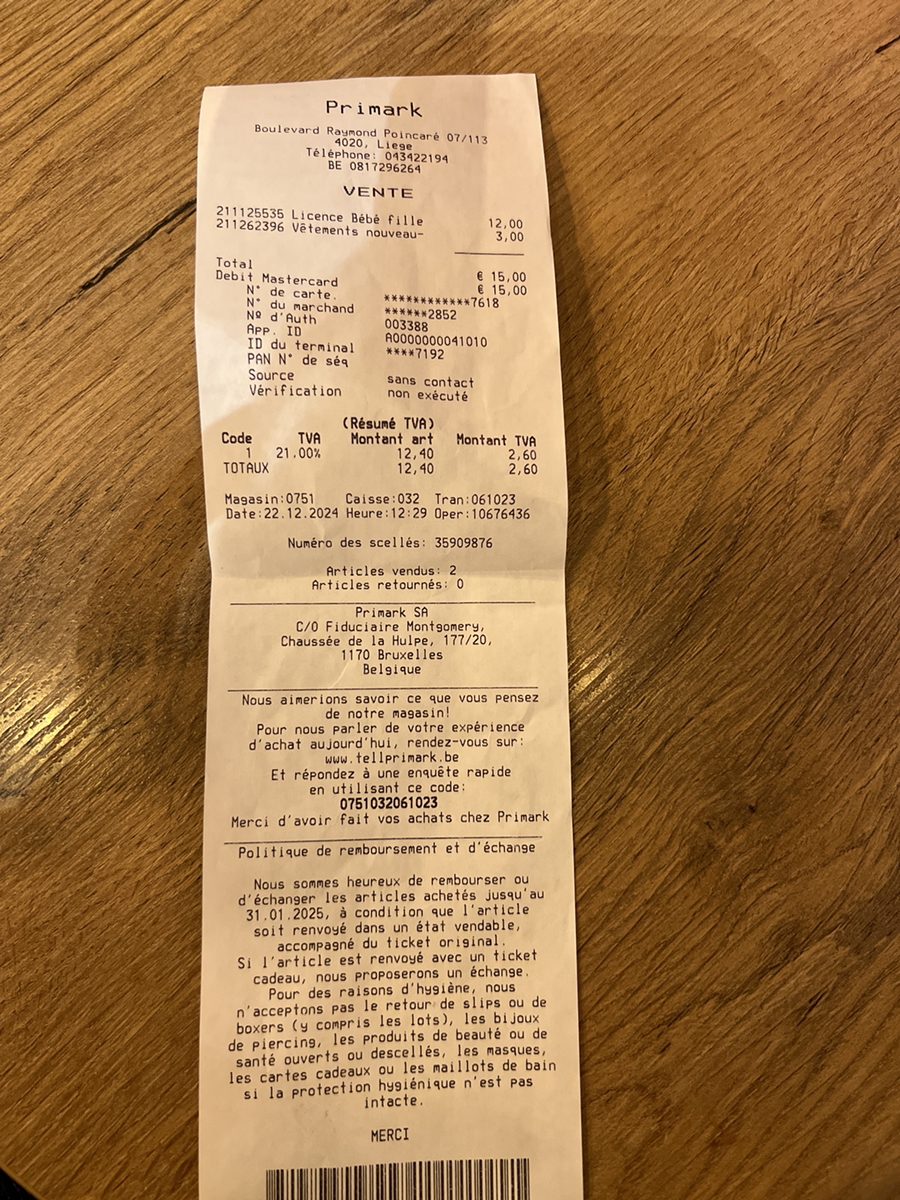 Primark
Boulevard Raymond Poincaré 07/113
4020, Liege
Téléphone: 043422194
BE 0817296264
VENTE
211125535 Licence Bébé fille 12,00
211262396 Vêtements nouveau- 3,00
Total € 15,00
Debit Mastercard € 15,00
N° de carte. ************7618
N° du marchand ******2852
Nº d'Auth 003388
App. ID A0000000041010
ID du terminal ****7192
PAN N° de séq
Source sans contact
Vérification non exécuté
(Résumé TVA)
Code TVA Montant art Montant TVA
1 21.00% 12,40 2,60
TOTAUX 12,40 2,60
Magasin:0751 Caisse:032 Tran:061023
Date:22.12.2024 Heure:12:29 Oper:10676436
Numéro des scellés: 35909876
Articles vendus: 2
Articles retournés: 0
Primark SA
C/O Fiduciaire Montgomery,
Chaussée de la Hulpe, 177/20,
1170 Bruxelles
Belgique
Nous aimerions savoir ce que vous pensez
de notre magasin!
Pour nous parler de votre expérience
d'achat aujourd'hui, rendez-vous sur:
www.tellprimark.be
Et répondez à une enquête rapide
en utilisant ce code:
0751032061023
Merci d'avoir fait vos achats chez Primark
Politique de remboursement et d'échange
Nous sommes heureux de rembourser ou
d'échanger les articles achetés jusqu'au
31.01.2025, à condition que l'article
soit renvoyé dans un état vendable,
accompagné du ticket original.
Si l'article est renvoyé avec un ticket
cadeau, nous proposerons un échange.
Pour des raisons d'hygiène, nous
n'acceptons pas le retour de slips ou de
boxers (y compris les lots), les bijoux
de piercing, les produits de beauté ou de
santé ouverts ou descellés, les masques,
les cartes cadeaux ou les maillots de bain
si la protection hygiénique n'est pas
intacte.
MERCI